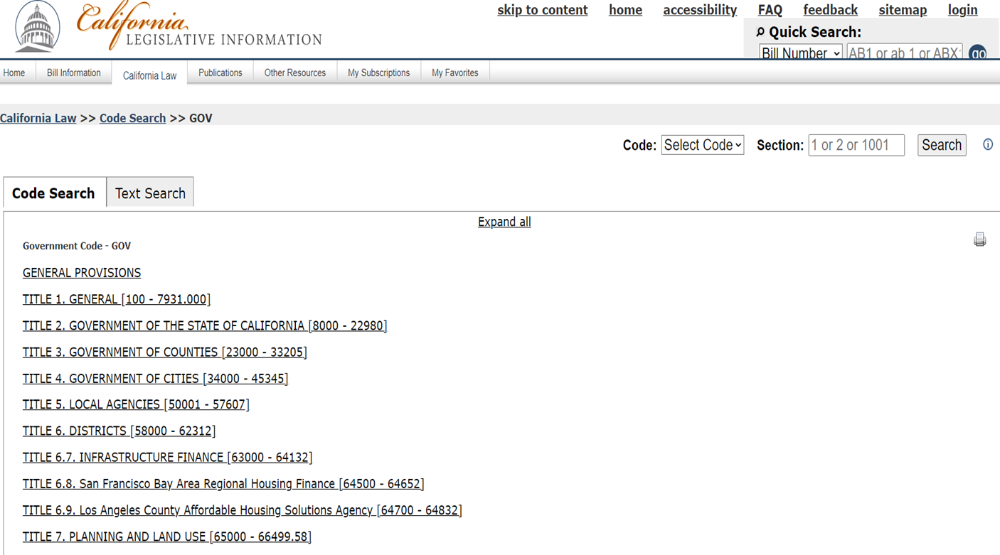 California
LEGISLATIVE INFORMATION
skip to content home accessibility FAQ feedback sitemap login
Quick Search:
Bill Number AB1 or ab 1 or ABX1 go
Home Bill Information California Law Publications Other Resources My Subscriptions My Favorites
California Law >> Code Search >> GOV
Code: Select Code Section: 1 or 2 or 1001 Search
Code Search Text Search
Expand all
Government Code - GOV
GENERAL PROVISIONS
TITLE 1. GENERAL [100 - 7931.000]
TITLE 2. GOVERNMENT OF THE STATE OF CALIFORNIA [8000 - 22980]
TITLE 3. GOVERNMENT OF COUNTIES [23000 - 33205]
TITLE 4. GOVERNMENT OF CITIES [34000 - 45345]
TITLE 5. LOCAL AGENCIES [50001 - 57607]
TITLE 6. DISTRICTS [58000 - 62312]
TITLE 6.7. INFRASTRUCTURE FINANCE [63000 - 64132]
TITLE 6.8. San Francisco Bay Area Regional Housing Finance [64500 - 64652]
TITLE 6.9. Los Angeles County Affordable Housing Solutions Agency [64700 - 64832]
TITLE 7. PLANNING AND LAND USE [65000 - 66499.58]